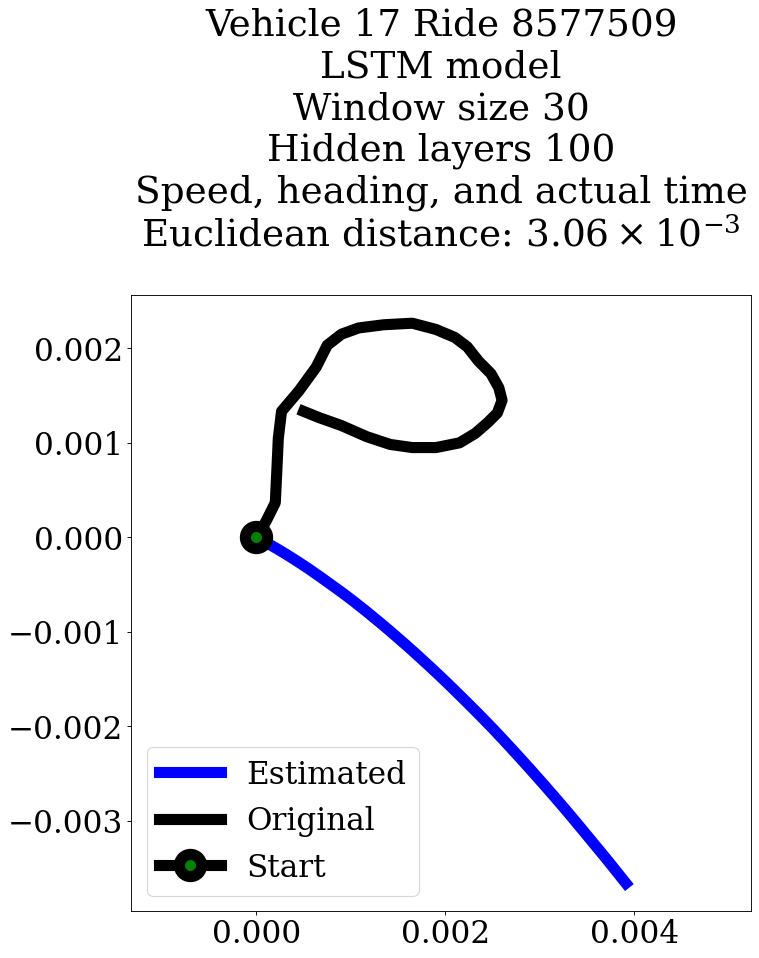 Vehicle 17 Ride 8577509
LSTM model
Window size 30
Hidden layers 100
Speed, heading, and actual time
Euclidean distance: 3.06 × 10⁻³
0.002
0.001
0.000
−0.001
−0.002
−0.003
Estimated
Original
Start
0.000 0.002 0.004